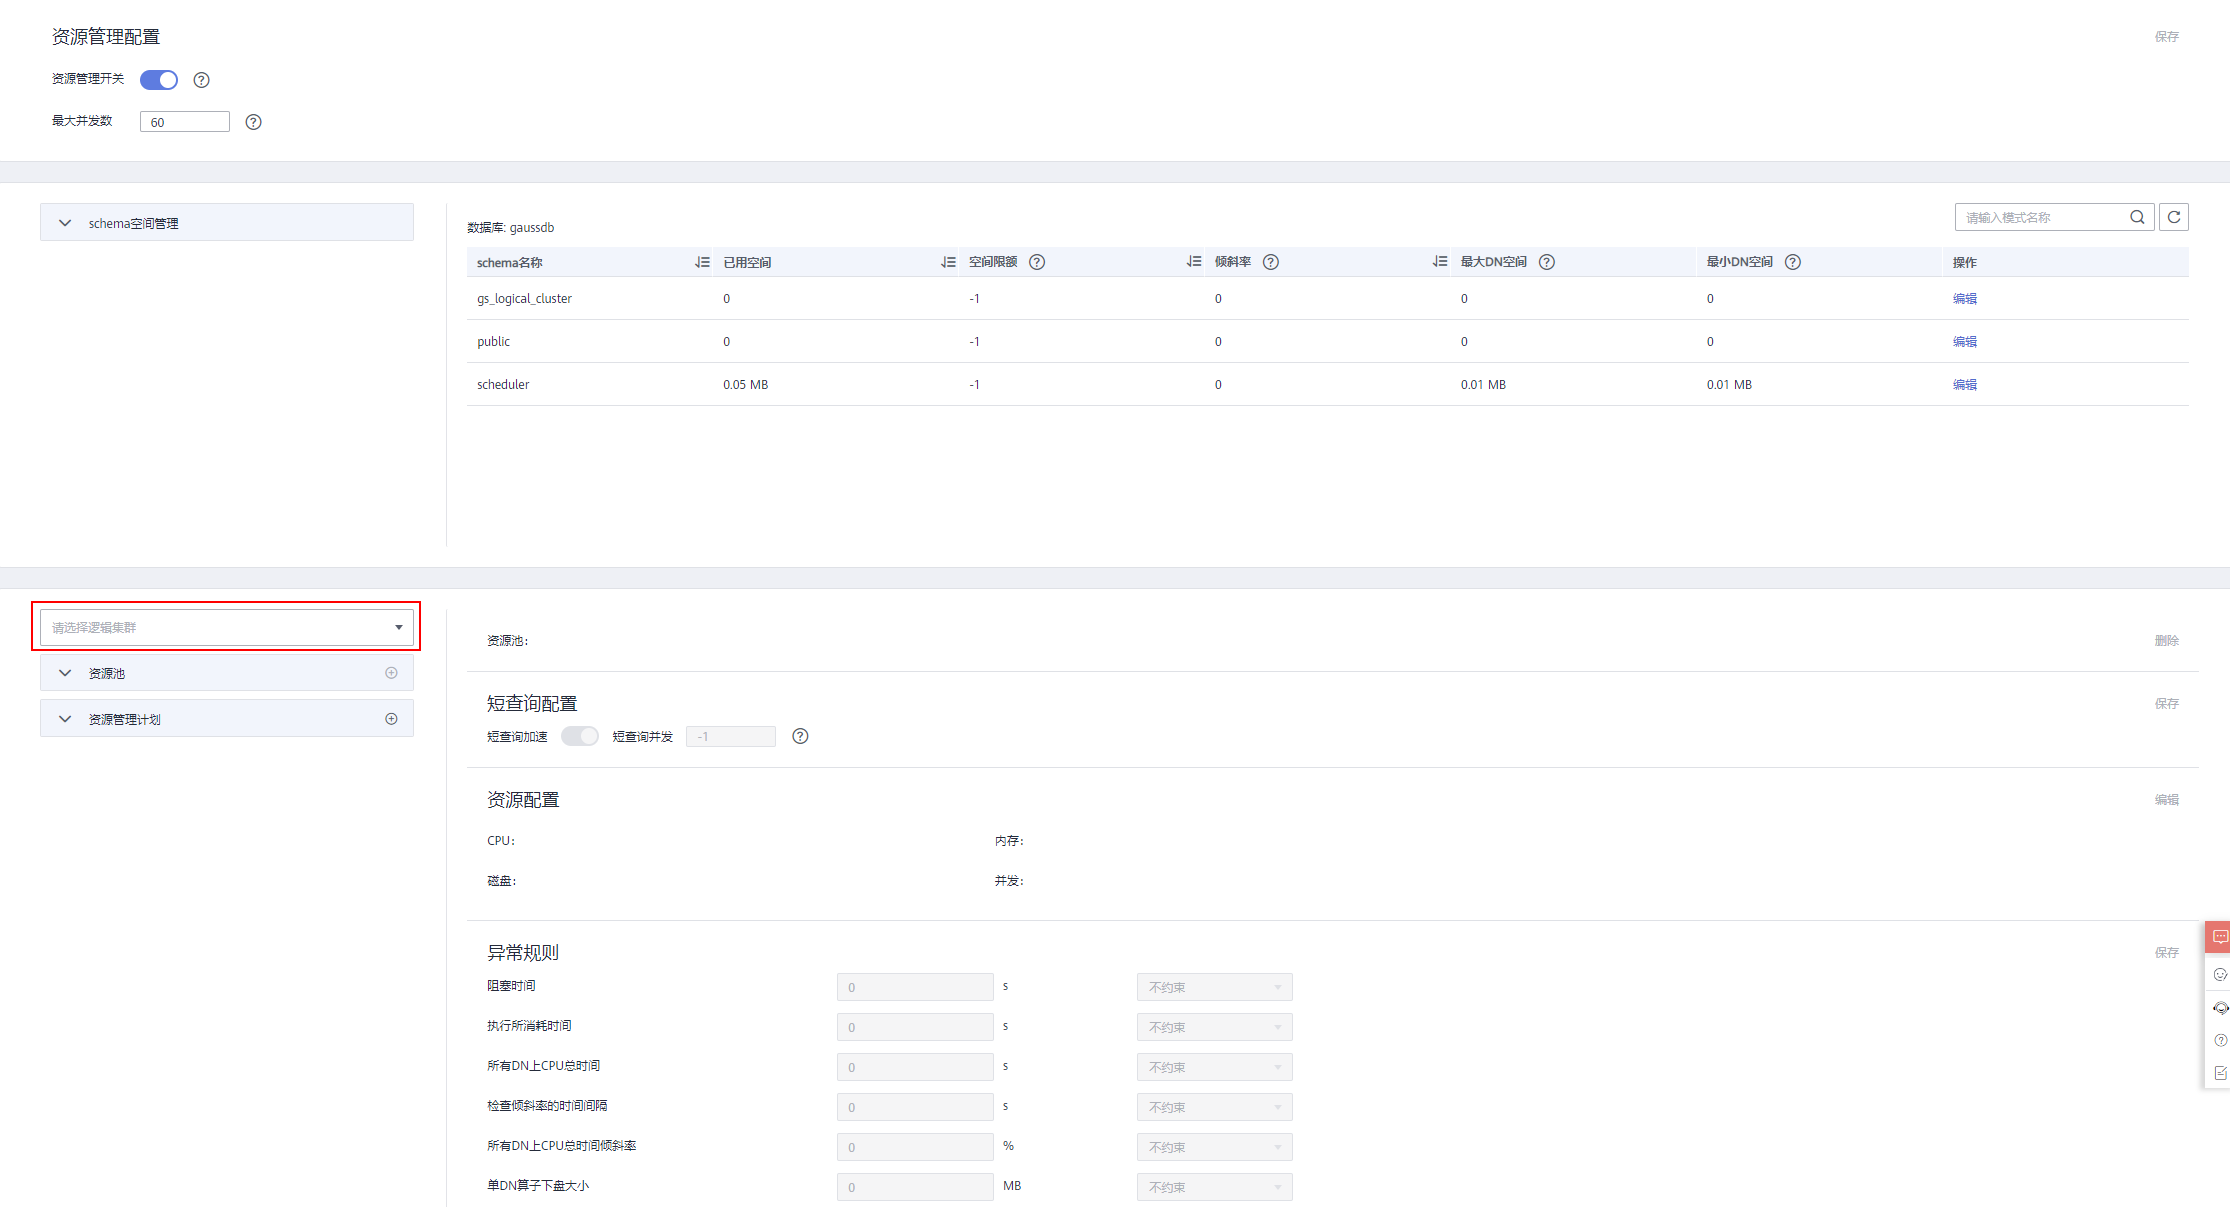 资源管理配置 保存
资源管理开关
最大并发数 60
schema空间管理
数据库: gaussdb 请输入模式名称
schema名称 已用空间 空间限额 倾斜率 最大DN空间 最小DN空间 操作
gs_logical_cluster 0 -1 0 0 0 编辑
public 0 -1 0 0 0 编辑
scheduler 0.05 MB -1 0 0.01 MB 0.01 MB 编辑
请选择逻辑集群
资源池
资源管理计划
资源池: 删除
短查询配置 保存
短查询加速 短查询并发 -1
资源配置 编辑
CPU: 内存:
磁盘: 并发:
异常规则 保存
阻塞时间 0 s 不约束
执行所消耗时间 0 s 不约束
所有DN上CPU总时间 0 s 不约束
检查倾斜率的时间间隔 0 s 不约束
所有DN上CPU总时间倾斜率 0 % 不约束
单DN算子下盘大小 0 MB 不约束